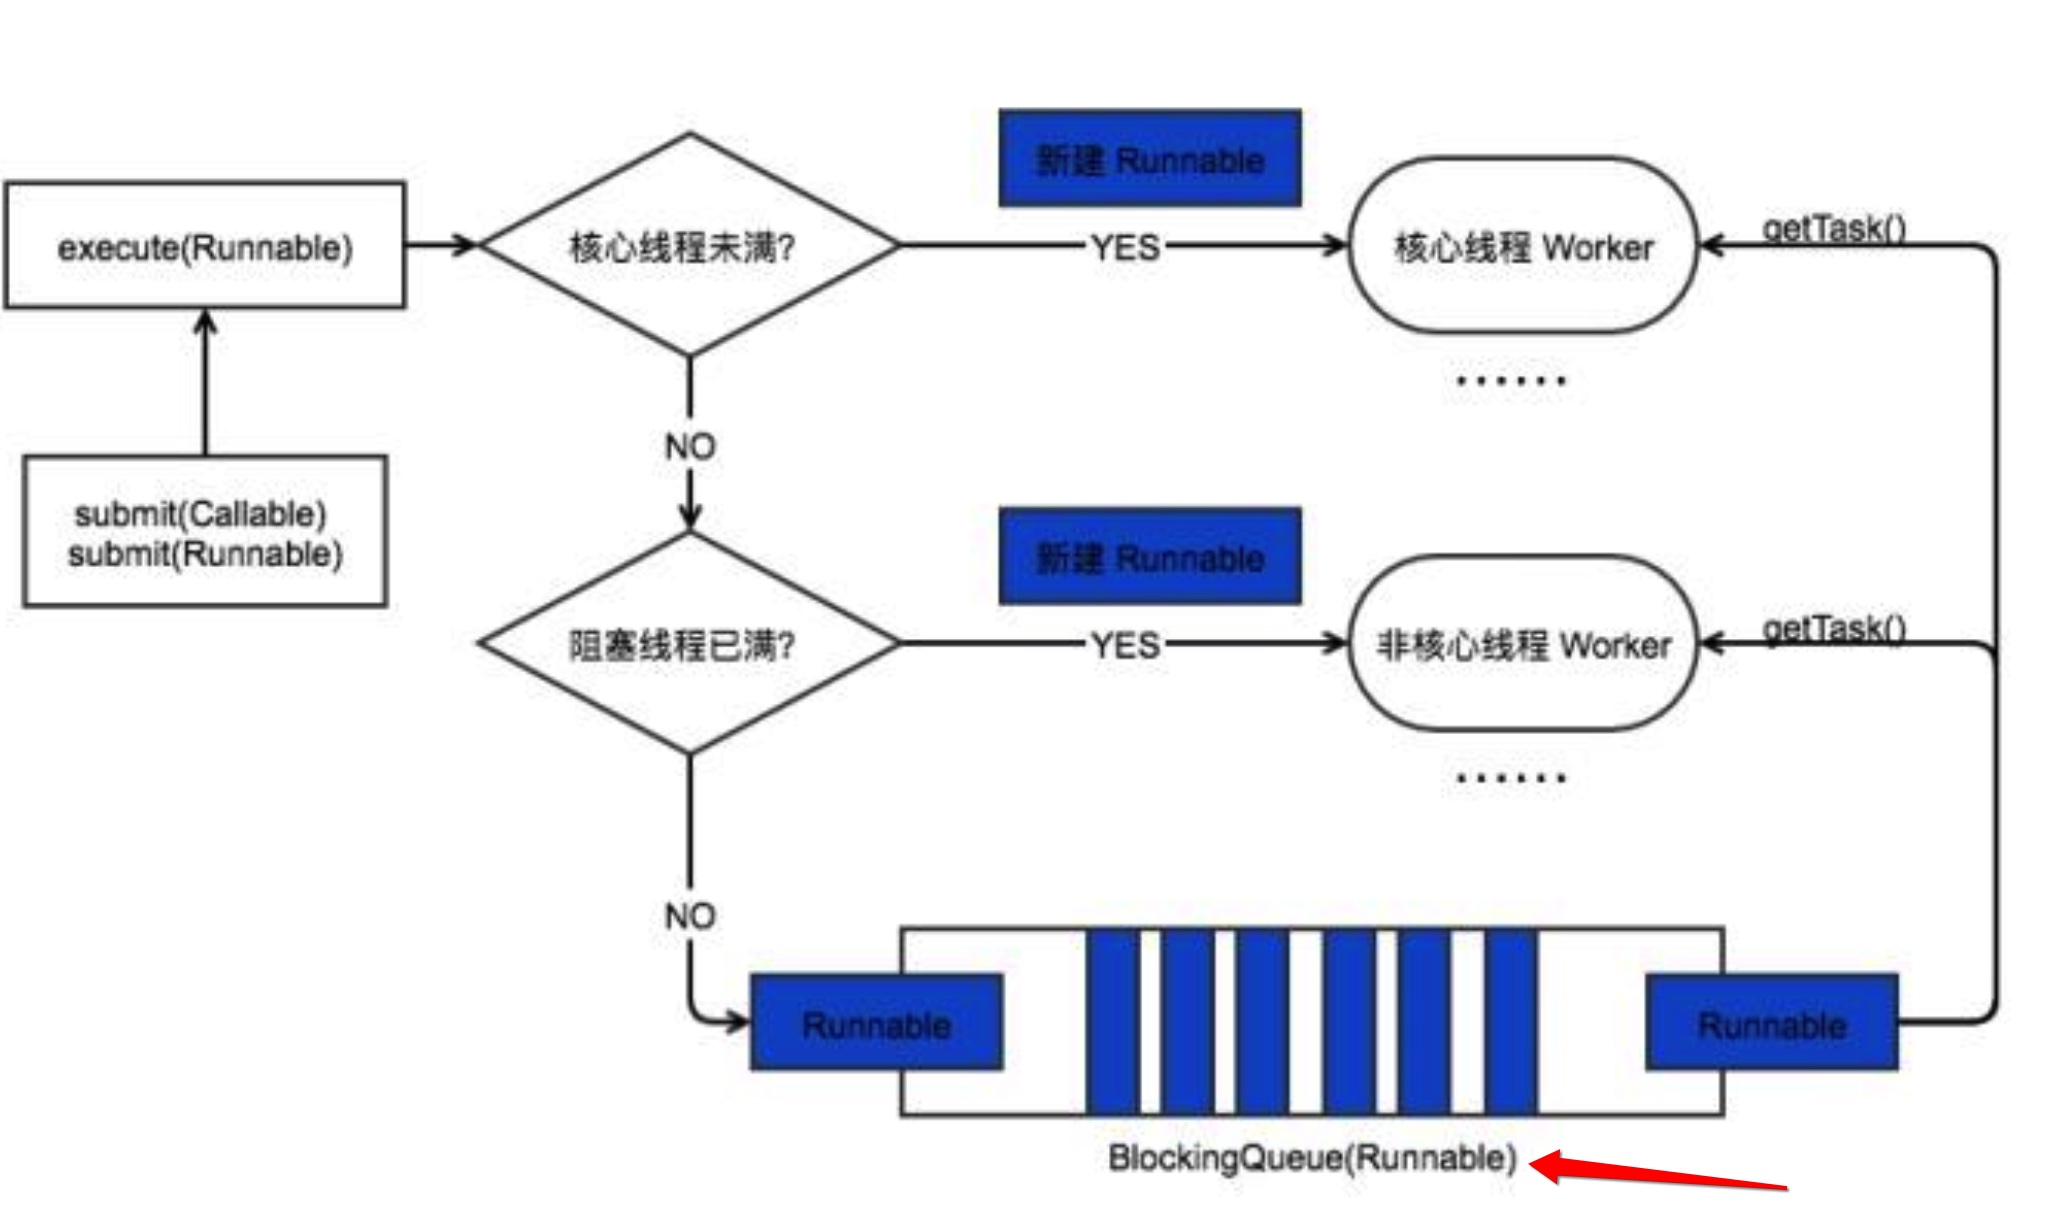 新建 Runnable
execute(Runnable)
核心线程未满?
YES
核心线程 Worker
getTask()
......
NO
submit(Callable)
submit(Runnable)
新建 Runnable
阻塞线程已满?
YES
非核心线程 Worker
getTask()
......
NO
Runnable
Runnable
BlockingQueue(Runnable)